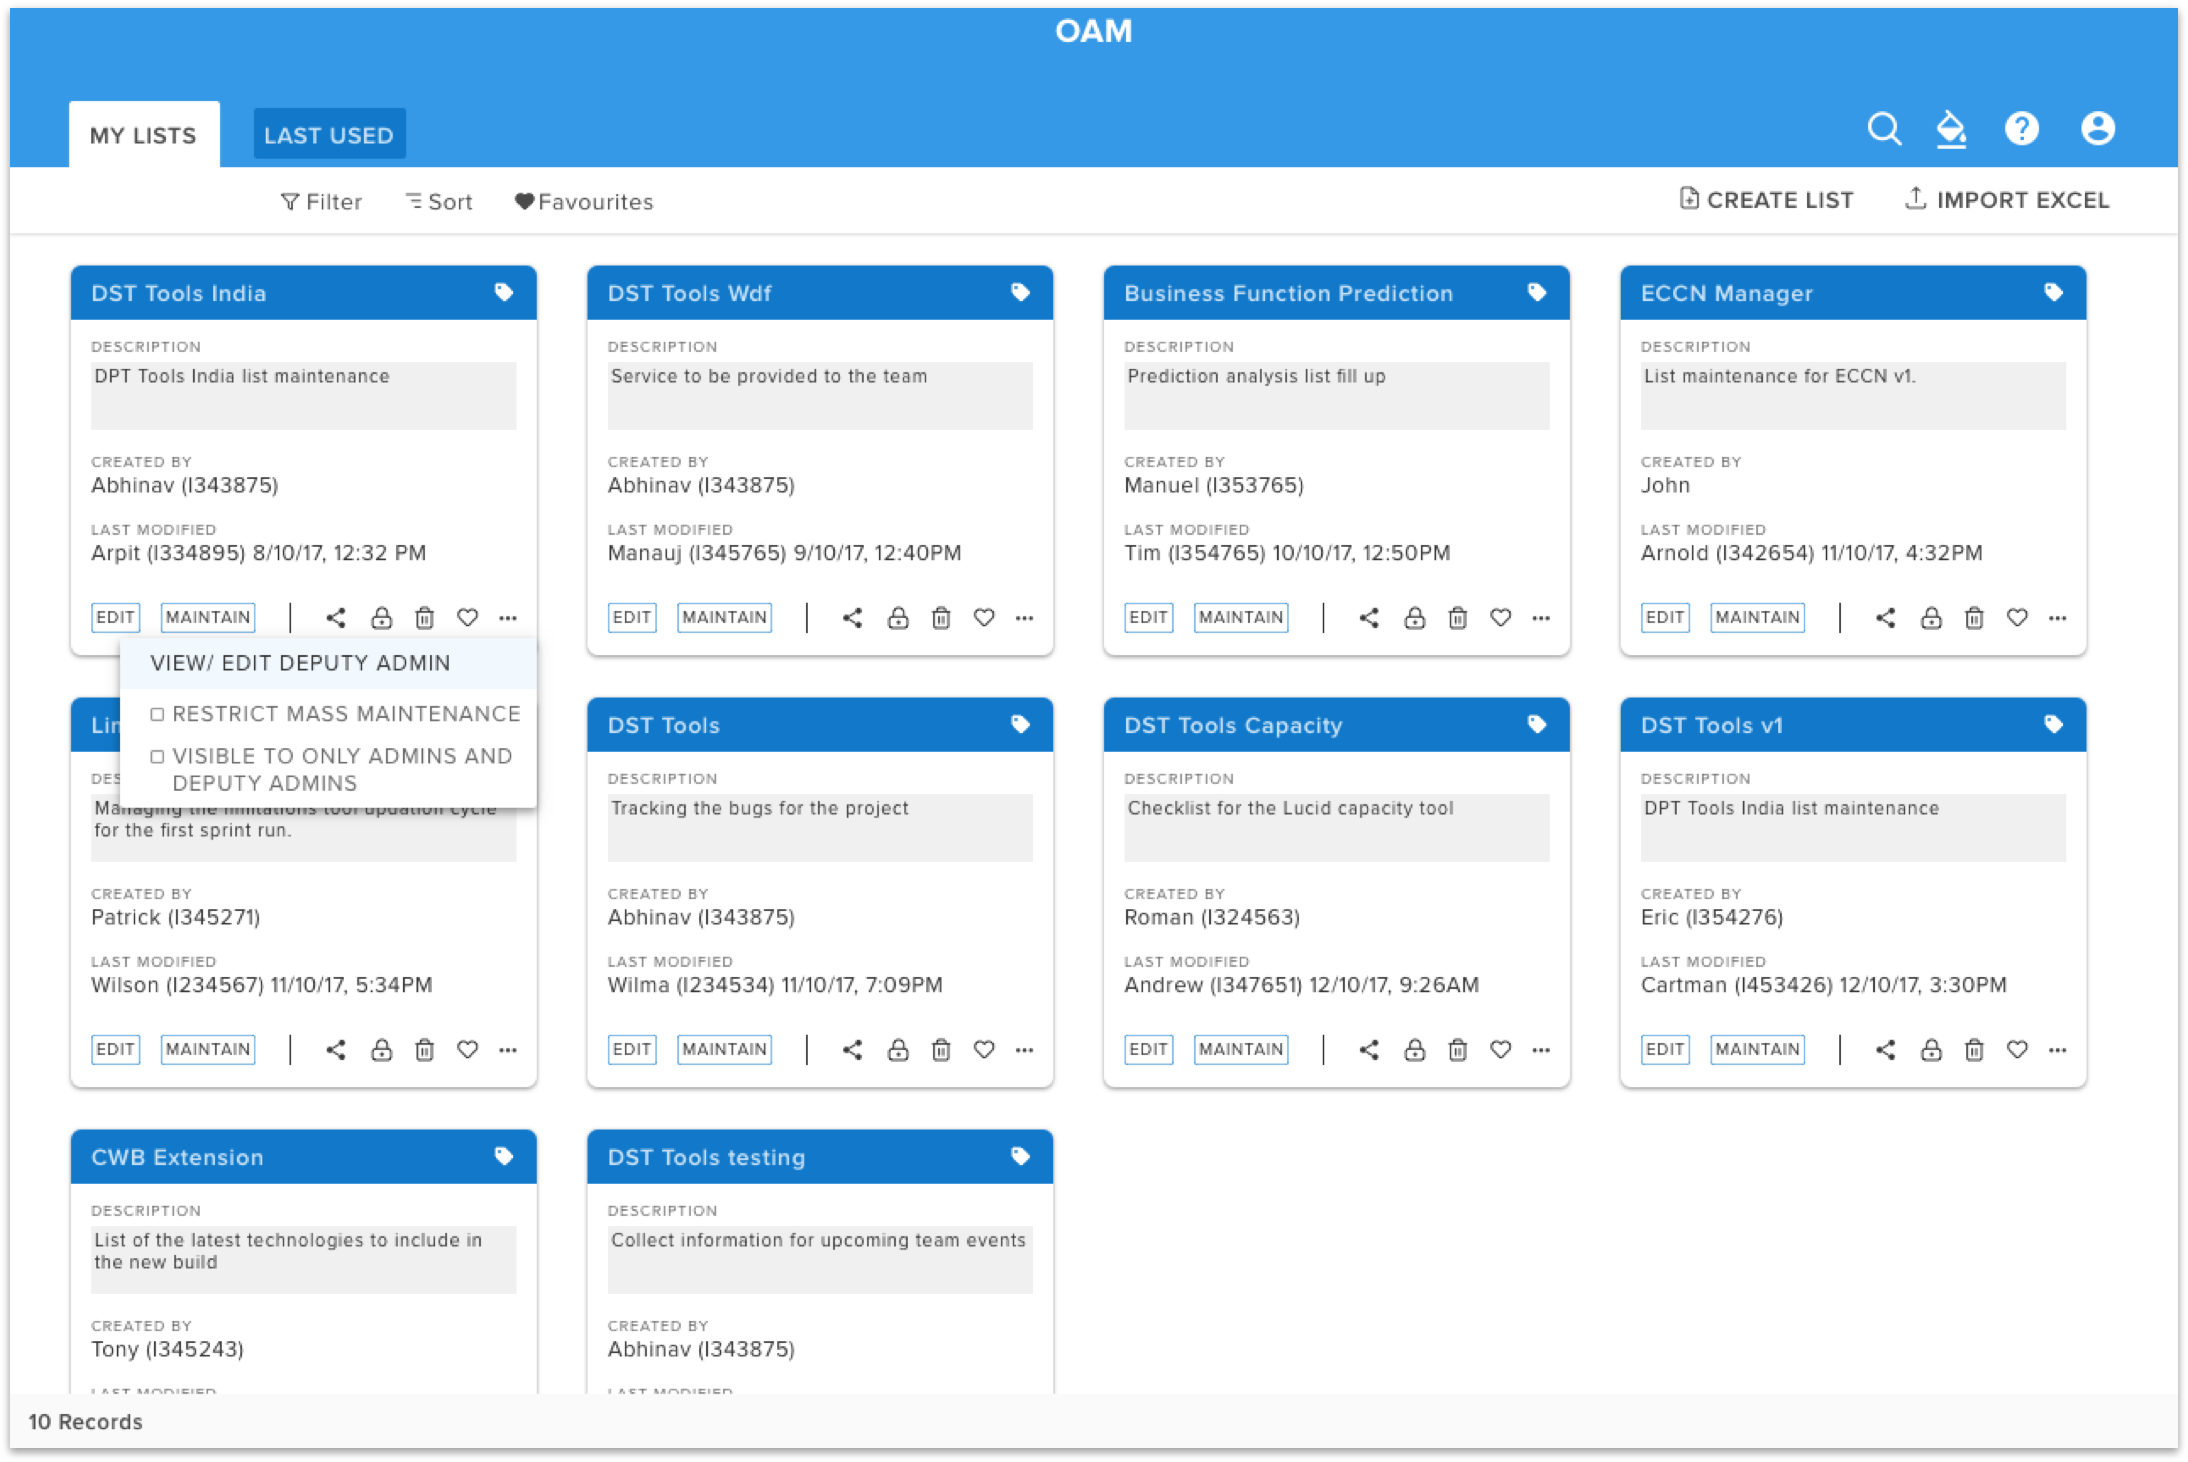 OAM
MY LISTS
LAST USED
Filter
Sort
Favourites
CREATE LIST
IMPORT EXCEL
DST Tools India
DESCRIPTION
DPT Tools India list maintenance
CREATED BY
Abhinav (I343875)
LAST MODIFIED
Arpit (I334895) 8/10/17, 12:32 PM
EDIT
MAINTAIN
VIEW/ EDIT DEPUTY ADMIN
RESTRICT MASS MAINTENANCE
VISIBLE TO ONLY ADMINS AND
DEPUTY ADMINS
DST Tools Wdf
DESCRIPTION
Service to be provided to the team
CREATED BY
Abhinav (I343875)
LAST MODIFIED
Manauj (I345765) 9/10/17, 12:40PM
EDIT
MAINTAIN
Business Function Prediction
DESCRIPTION
Prediction analysis list fill up
CREATED BY
Manuel (I353765)
LAST MODIFIED
Tim (I354765) 10/10/17, 12:50PM
EDIT
MAINTAIN
ECCN Manager
DESCRIPTION
List maintenance for ECCN v1.
CREATED BY
John
LAST MODIFIED
Arnold (I342654) 11/10/17, 4:32PM
EDIT
MAINTAIN
Managing the limitations tool updation cycle
for the first sprint run.
CREATED BY
Patrick (I345271)
LAST MODIFIED
Wilson (I234567) 11/10/17, 5:34PM
EDIT
MAINTAIN
DST Tools
DESCRIPTION
Tracking the bugs for the project
CREATED BY
Abhinav (I343875)
LAST MODIFIED
Wilma (I234534) 11/10/17, 7:09PM
EDIT
MAINTAIN
DST Tools Capacity
DESCRIPTION
Checklist for the Lucid capacity tool
CREATED BY
Roman (I324563)
LAST MODIFIED
Andrew (I347651) 12/10/17, 9:26AM
EDIT
MAINTAIN
DST Tools v1
DESCRIPTION
DPT Tools India list maintenance
CREATED BY
Eric (I354276)
LAST MODIFIED
Cartman (I453426) 12/10/17, 3:30PM
EDIT
MAINTAIN
CWB Extension
DESCRIPTION
List of the latest technologies to include in
the new build
CREATED BY
Tony (I345243)
LAST MODIFIED
DST Tools testing
DESCRIPTION
Collect information for upcoming team events
CREATED BY
Abhinav (I343875)
LAST MODIFIED
10 Records